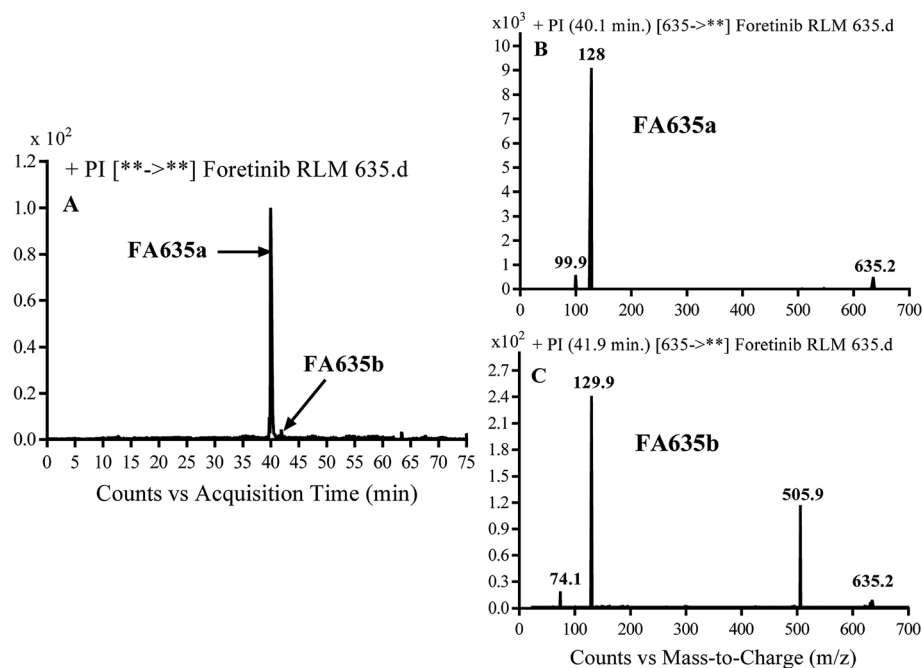 x 10²
+ PI [**->**] Foretinib RLM 635.d
A
1.2
1.0
0.8
0.6
0.4
0.2
0.0
FA635a
FA635b
0 5 10 15 20 25 30 35 40 45 50 55 60 65 70 75
Counts vs Acquisition Time (min)
x10³ + PI (40.1 min.) [635->**] Foretinib RLM 635.d
B
10
9
8
7
6
5
4
3
2
1
0
128
FA635a
99.9
635.2
0 100 200 300 400 500 600 700
x10² + PI (41.9 min.) [635->**] Foretinib RLM 635.d
C
2.7
2.4
2.1
1.8
1.5
1.2
0.9
0.6
0.3
0.0
129.9
FA635b
505.9
74.1
635.2
0 100 200 300 400 500 600 700
Counts vs Mass-to-Charge (m/z)